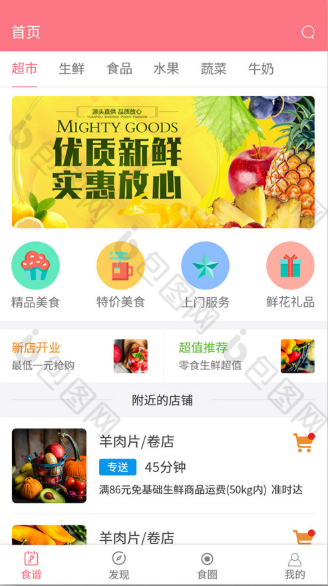 首页
超市 生鲜 食品 水果 蔬菜 牛奶
源头直供 品质放心
MIGHTY GOODS
优质新鲜
实惠放心
精品美食 特价美食 上门服务 鲜花礼品
新店开业 超值推荐
最低一元抢购 零食生鲜超值
附近的店铺
羊肉片/卷店
专送 45分钟
满86元免基础生鲜商品运费(50kg内) 准时达
羊肉片/卷店
食谱 发现 食圈 我的
包图网